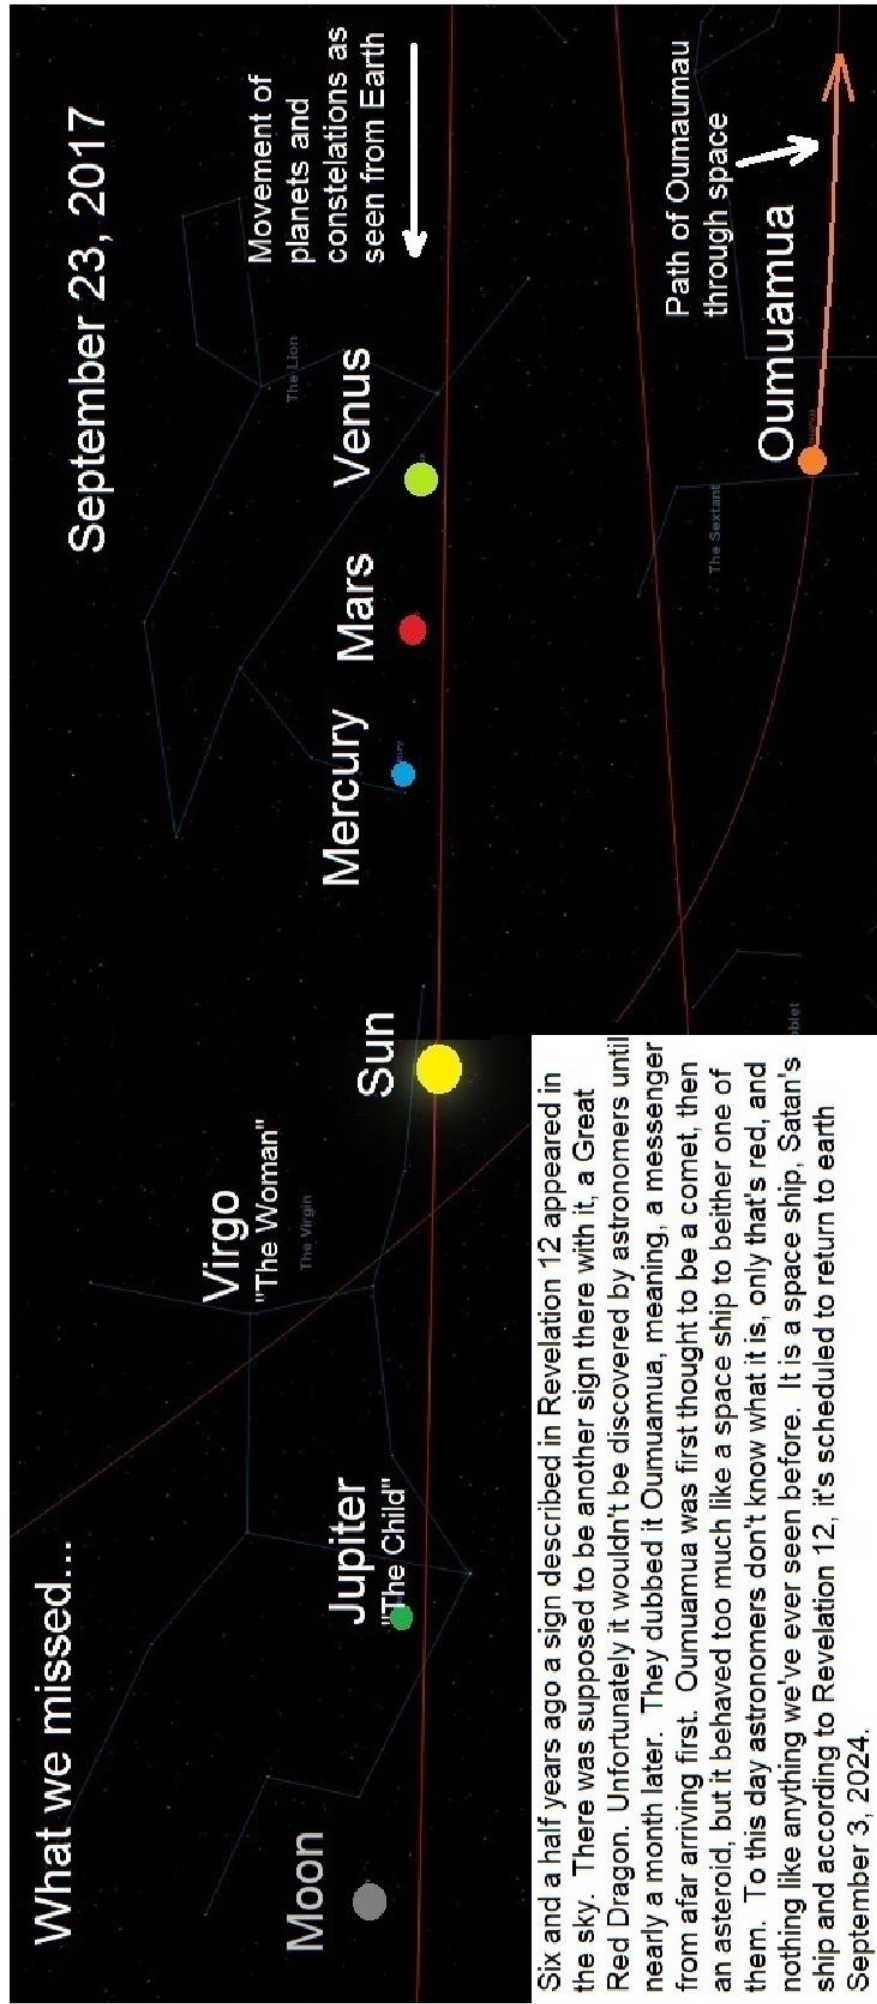 What we missed...
September 23, 2017
Movement of
planets and
constelations as
seen from Earth
Virgo
"The Woman"
The Virgin
The Lion
Moon
Jupiter
"The Child"
Sun
Mercury
Mars
Venus
Path of Oumaumau
through space
Oumuamua
The Sextant
oblet
Six and a half years ago a sign described in Revelation 12 appeared in
the sky. There was supposed to be another sign there with it, a Great
Red Dragon. Unfortunately it wouldn't be discovered by astronomers until
nearly a month later. They dubbed it Oumuamua, meaning, a messenger
from afar arriving first. Oumuamua was first thought to be a comet, then
an asteroid, but it behaved too much like a space ship to beither one of
them. To this day astronomers don't know what it is, only that's red, and
nothing like anything we've ever seen before. It is a space ship, Satan's
ship and according to Revelation 12, it's scheduled to return to earth
September 3, 2024.